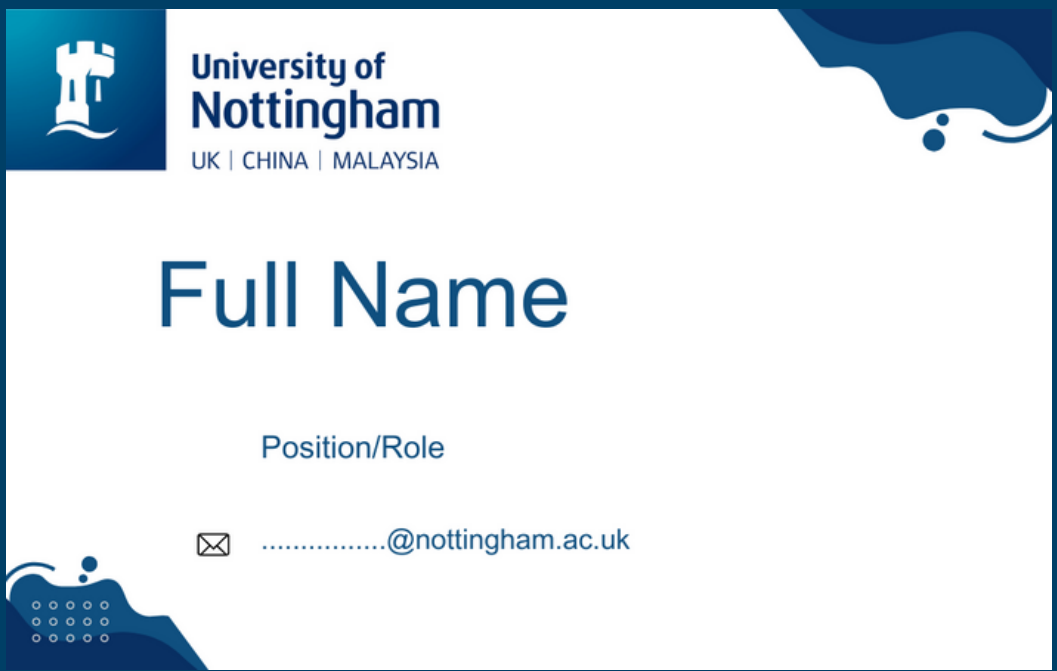 University of
Nottingham
UK | CHINA | MALAYSIA
Full Name
Position/Role
................@nottingham.ac.uk